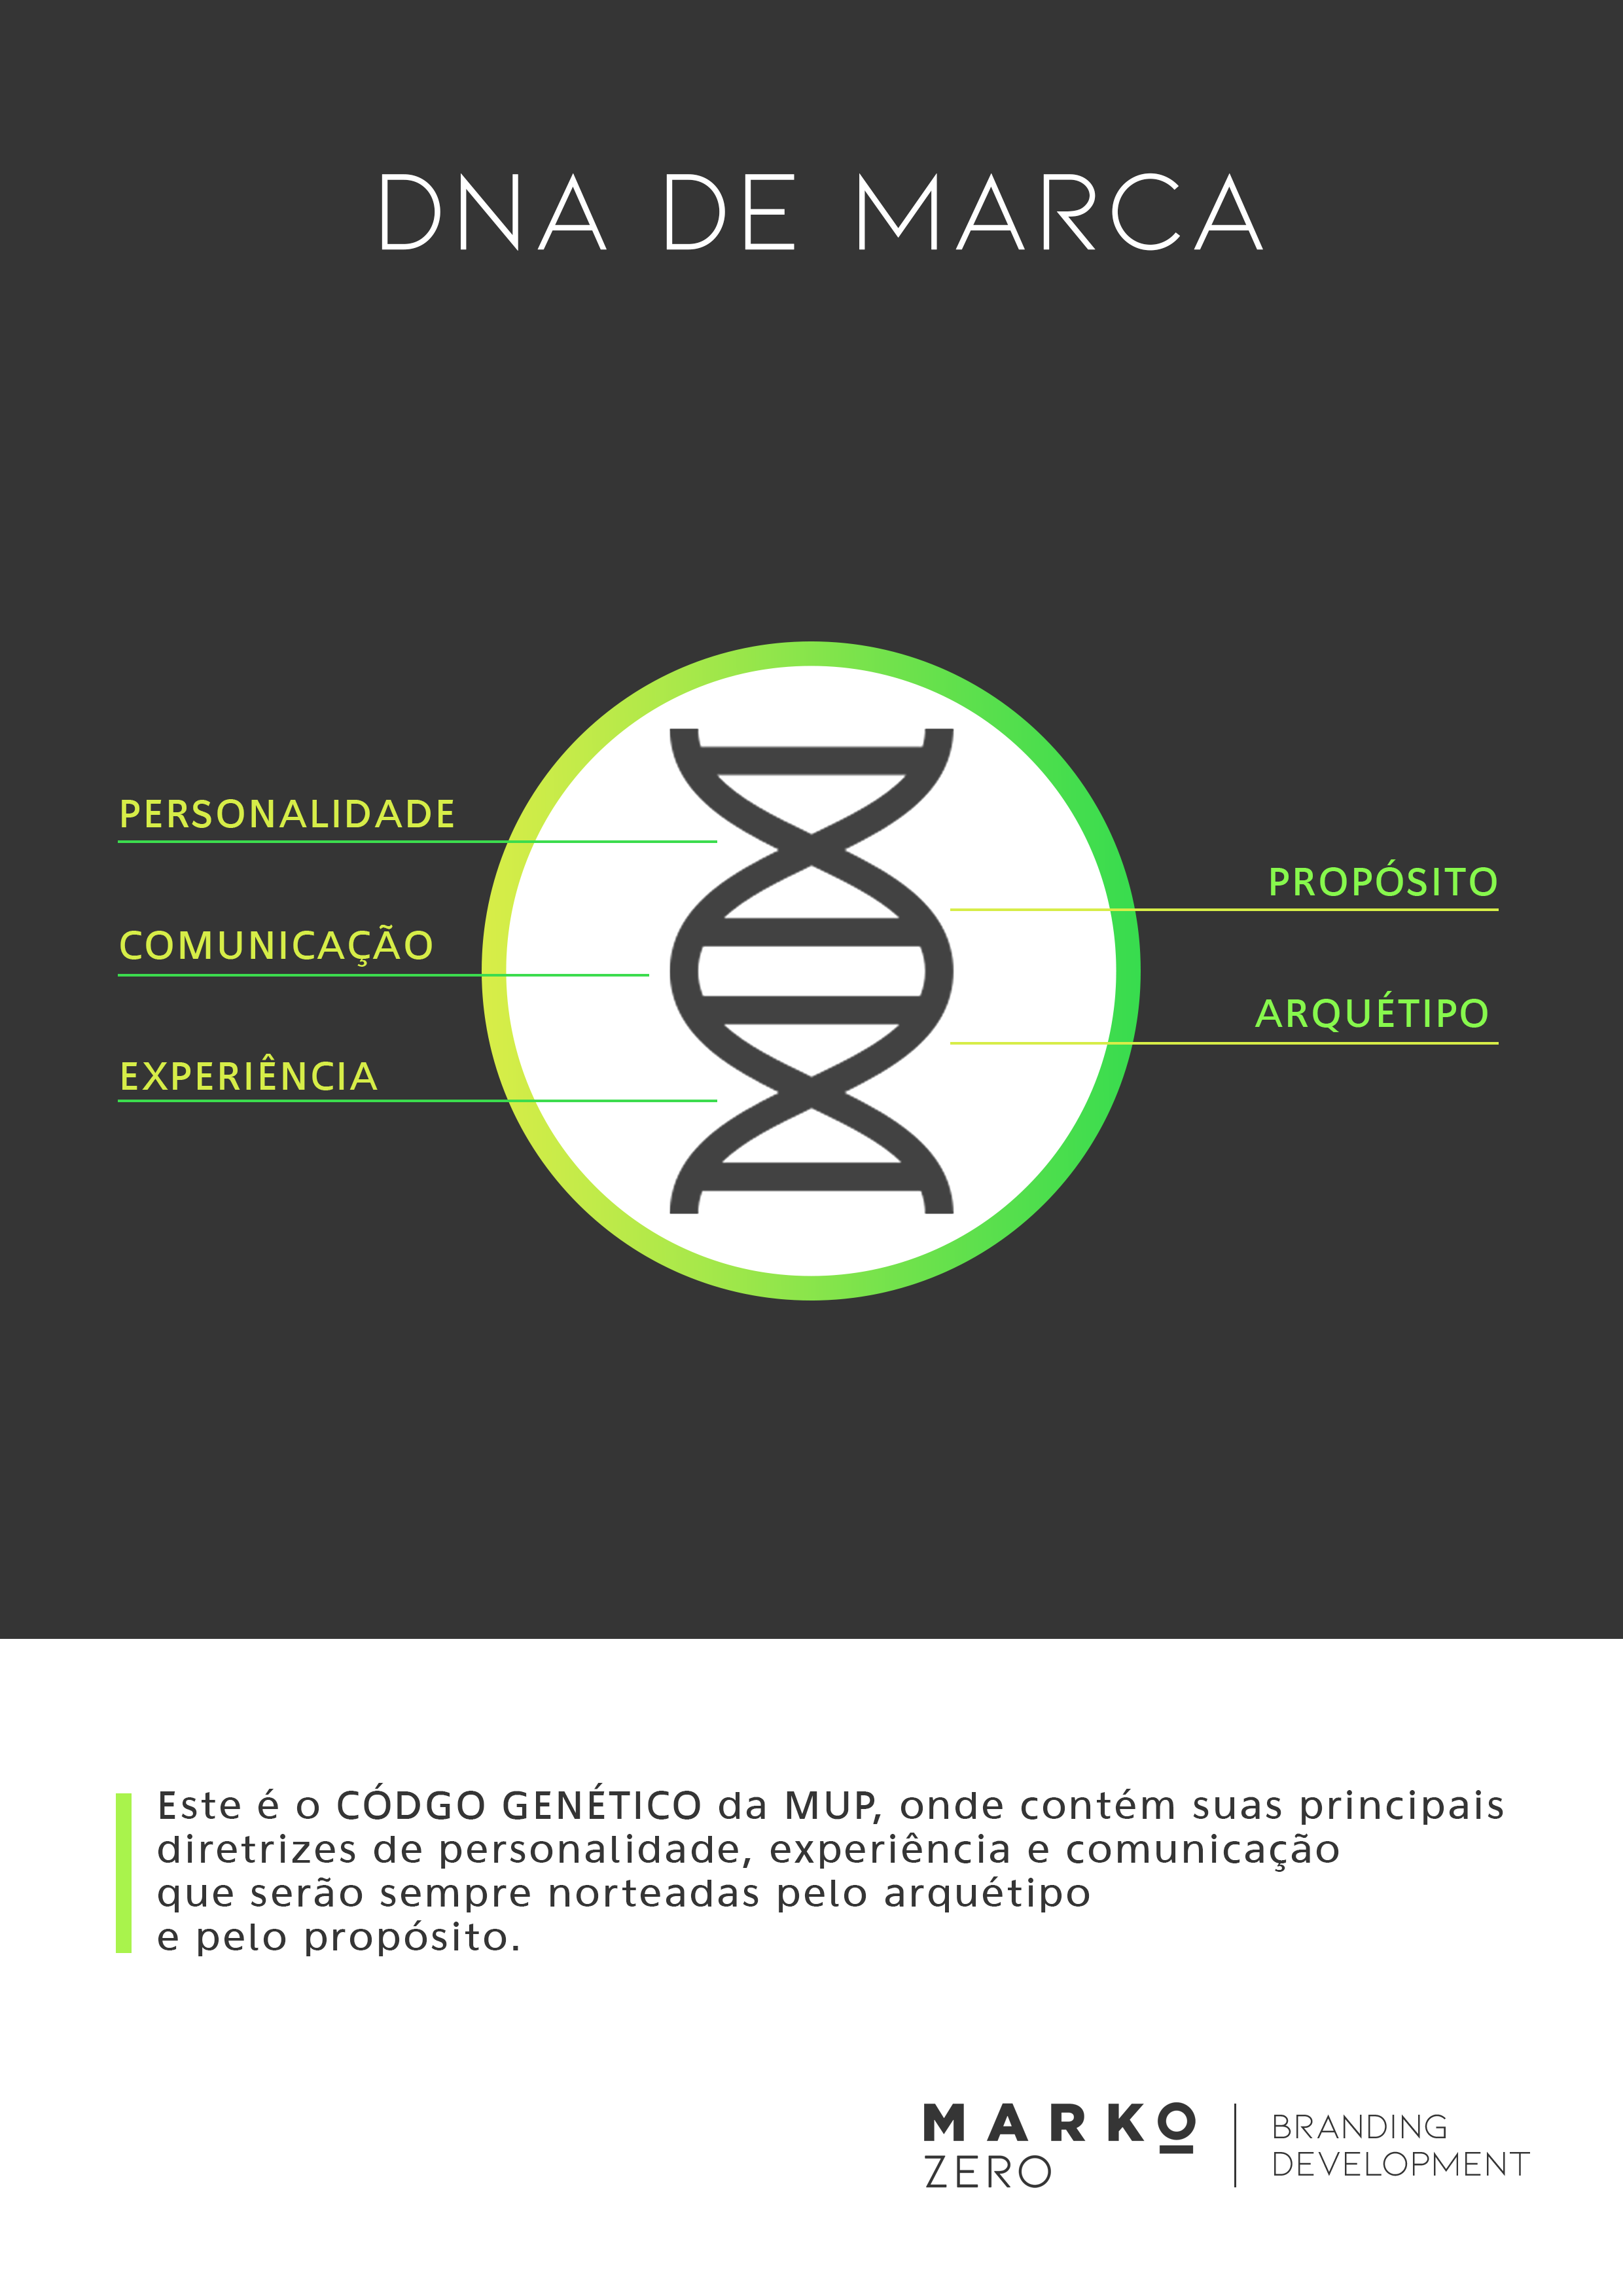 DNA DE MARCA
PERSONALIDADE
COMUNICAÇÃO
EXPERIÊNCIA
PROPÓSITO
ARQUÉTIPO
Este é o CÓDGO GENÉTICO da MUP, onde contém suas principais
diretrizes de personalidade, experiência e comunicação
que serão sempre norteadas pelo arquétipo
e pelo propósito.
MARKO
ZERO
BRANDING
DEVELOPMENT